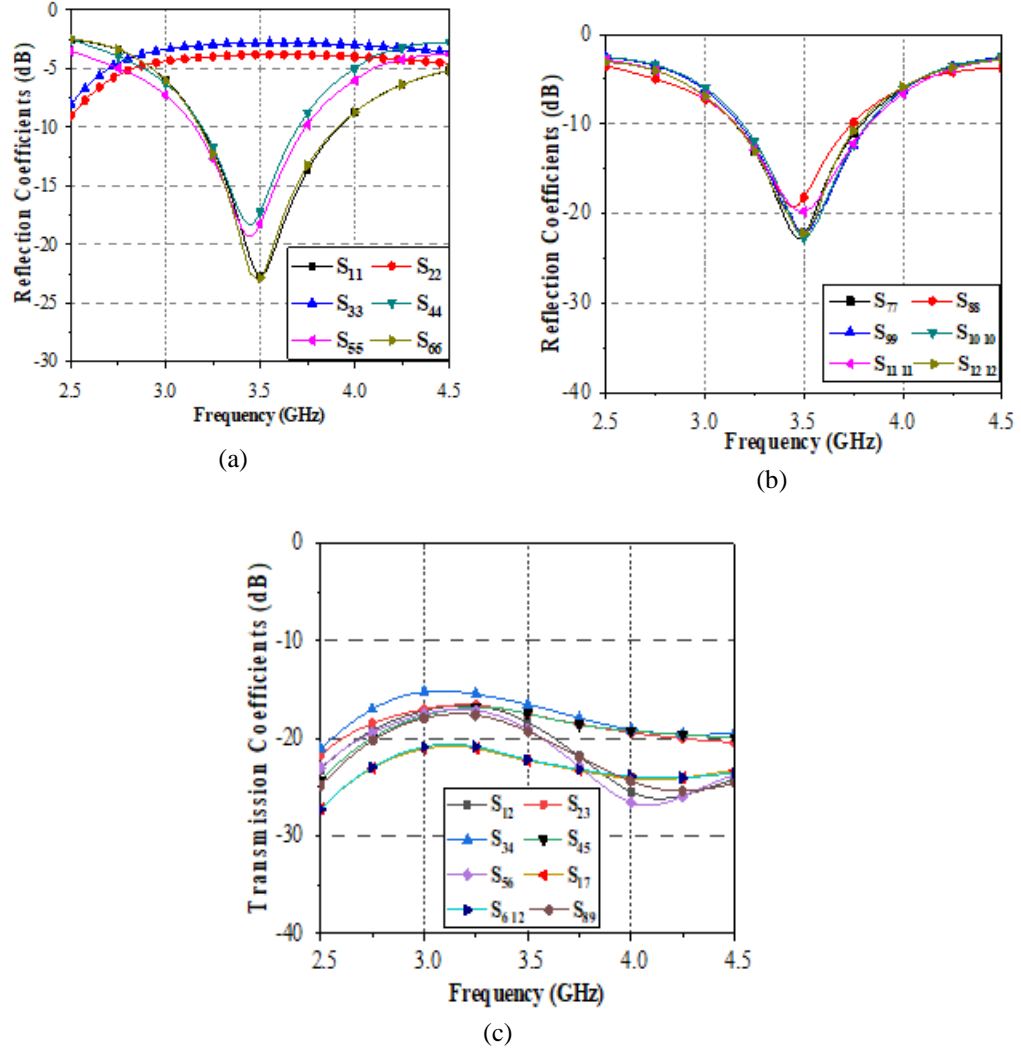 0
-5
-10
-15
-20
-25
-30
Reflection Coefficients (dB)
S11 S22
S33 S44
S55 S66
2.5 3.0 3.5 4.0 4.5
Frequency (GHz)
(a)
0
-10
-20
-30
-40
Reflection Coefficients (dB)
S77 S88
S99 S10 10
S11 11 S12 12
2.5 3.0 3.5 4.0 4.5
Frequency (GHz)
(b)
0
-10
-20
-30
-40
Transmission Coefficients (dB)
S12 S23
S34 S45
S56 S17
S6 12 S89
2.5 3.0 3.5 4.0 4.5
Frequency (GHz)
(c)